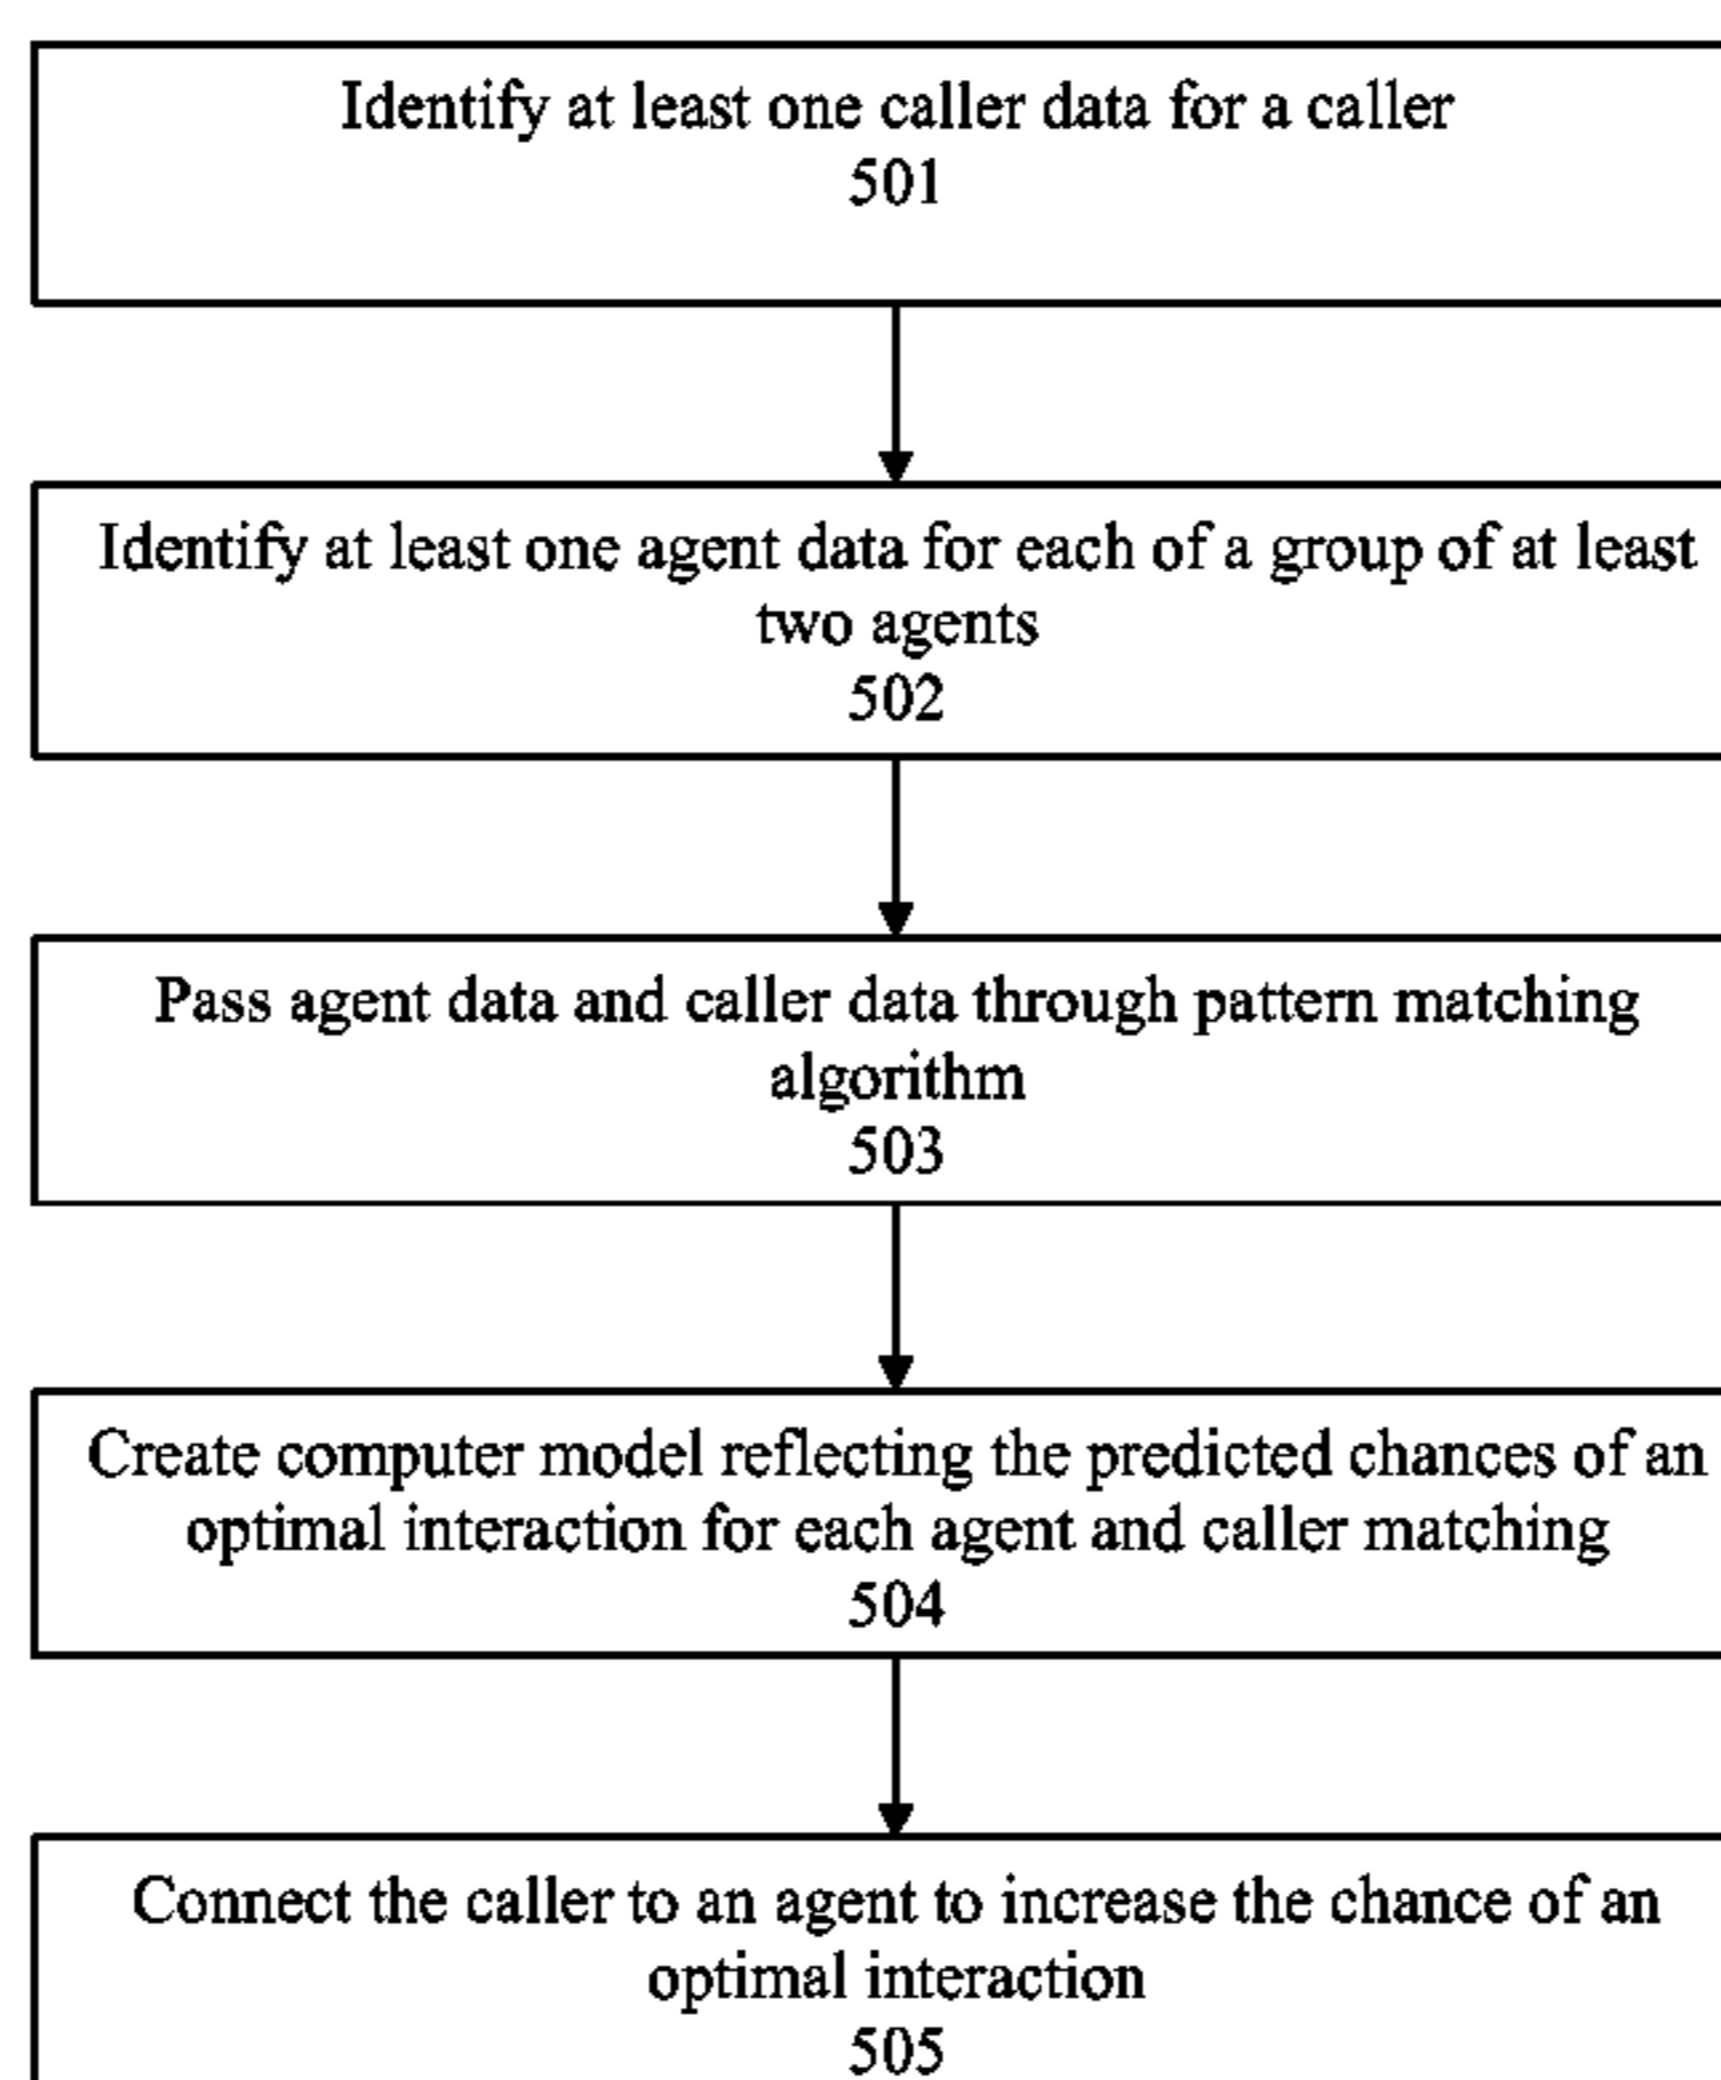 Identify at least one caller data for a caller
501
Identify at least one agent data for each of a group of at least
two agents
502
Pass agent data and caller data through pattern matching
algorithm
503
Create computer model reflecting the predicted chances of an
optimal interaction for each agent and caller matching
504
Connect the caller to an agent to increase the chance of an
optimal interaction
505